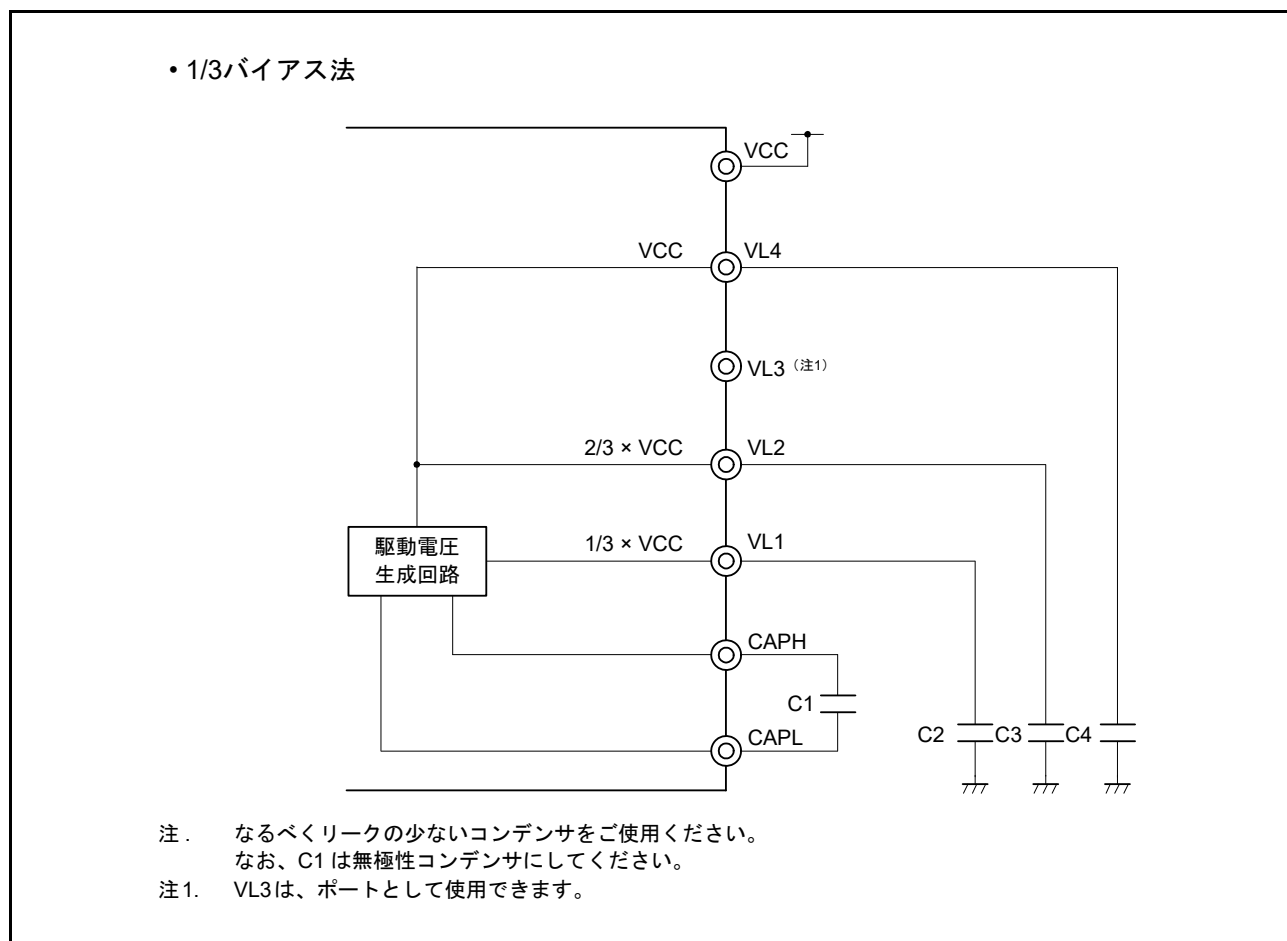 • 1/3バイアス法
VCC
VCC
VL4
VL3（注1）
2/3 × VCC
VL2
駆動電圧
生成回路
1/3 × VCC
VL1
CAPH
C1
CAPL
C2
C3
C4
注. なるべくリークの少ないコンデンサをご使用ください。
なお、C1 は無極性コンデンサにしてください。
注1. VL3は、ポートとして使用できます。